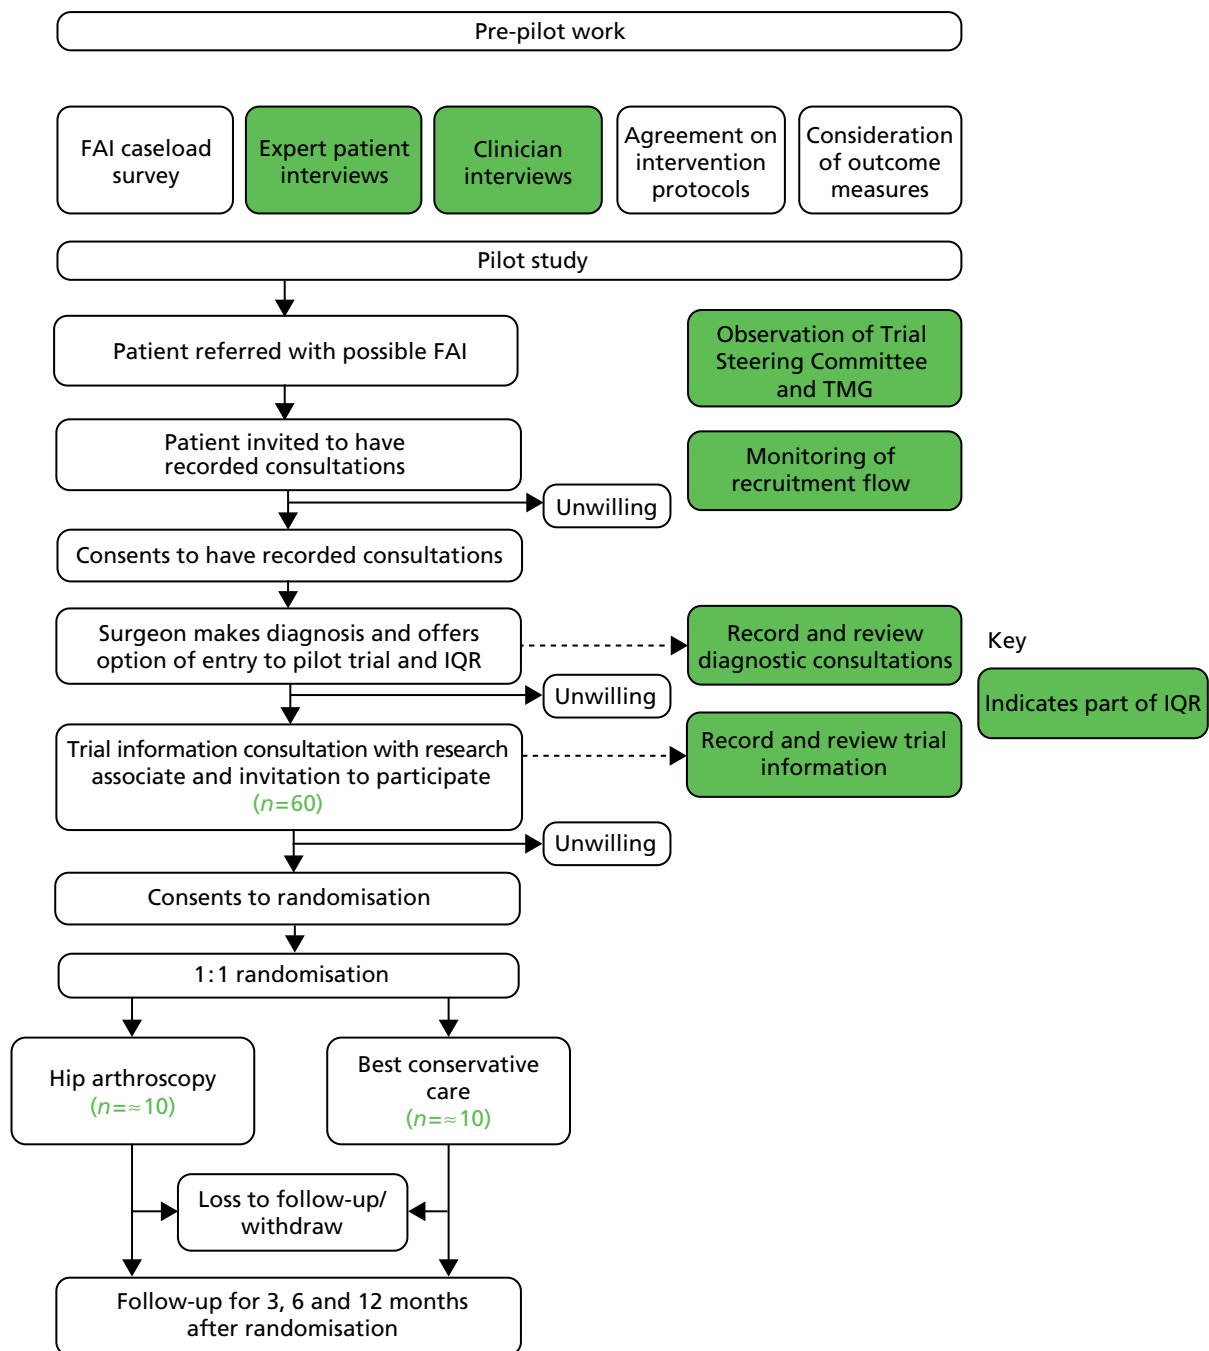 Pre-pilot work
FAI caseload
survey
Expert patient
interviews
Clinician
interviews
Agreement on
intervention
protocols
Consideration
of outcome
measures
Pilot study
Patient referred with possible FAI
Observation of Trial
Steering Committee
and TMG
Patient invited to have
recorded consultations
Monitoring of
recruitment flow
Unwilling
Consents to have recorded consultations
Surgeon makes diagnosis and offers
option of entry to pilot trial and IQR
Record and review
diagnostic consultations
Key
Indicates part of IQR
Unwilling
Trial information consultation with research
associate and invitation to participate
(n=60)
Record and review trial
information
Unwilling
Consents to randomisation
1:1 randomisation
Hip arthroscopy
(n=≈10)
Best conservative
care
(n=≈10)
Loss to follow-up/
withdraw
Follow-up for 3, 6 and 12 months
after randomisation